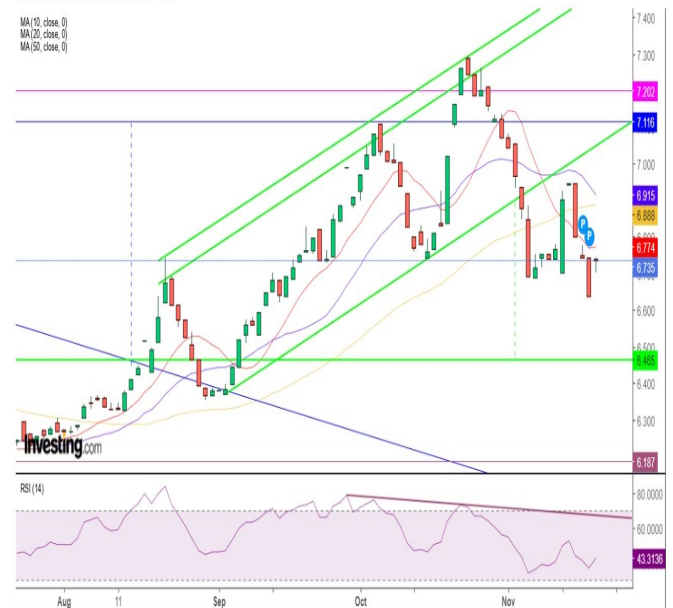 MA (10, close, 0)
MA (20, close, 0)
MA (50, close, 0)
7.400
7.300
7.202
7.116
7.000
6.915
6.888
6.774
6.735
6.600
6.465
6.400
6.300
6.187
P
P
Investing.com
RSI (14)
80.0000
60.0000
43.3136
Aug
11
Sep
Oct
Nov